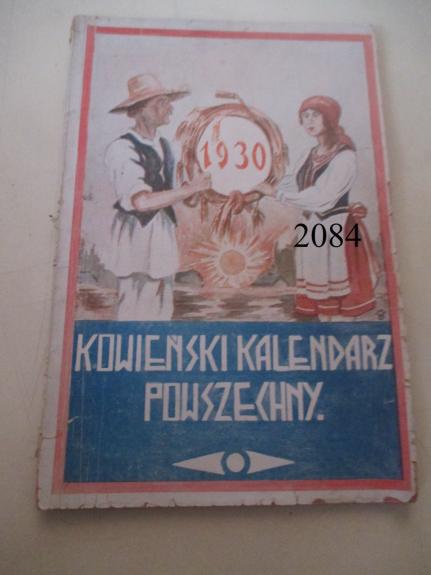 1930
2084
KOWIEŃSKI KALENDARZ
POWSZECHNY.